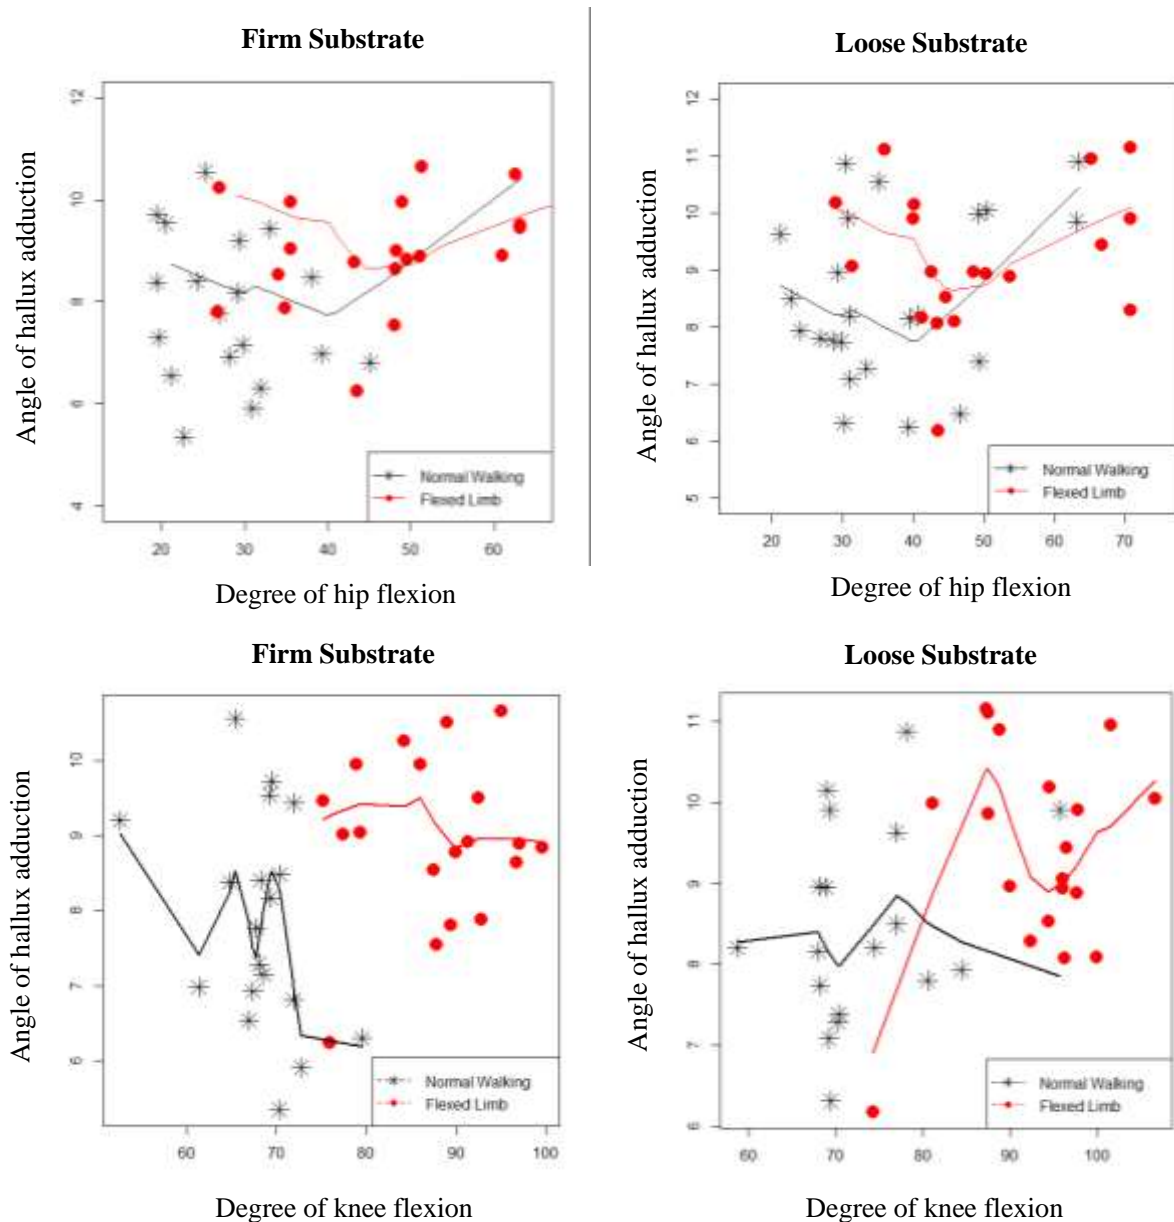 Firm Substrate
Angle of hallux adduction
12
10
8
6
4
Normal Walking
Flexed Limb
20 30 40 50 60
Degree of hip flexion
Loose Substrate
Angle of hallux adduction
12
11
10
9
8
7
6
5
Normal Walking
Flexed Limb
20 30 40 50 60 70
Degree of hip flexion
Firm Substrate
Angle of hallux adduction
10
9
8
7
6
Normal Walking
Flexed Limb
60 70 80 90 100
Degree of knee flexion
Loose Substrate
Angle of hallux adduction
11
10
9
8
7
6
Normal Walking
Flexed Limb
60 70 80 90 100
Degree of knee flexion